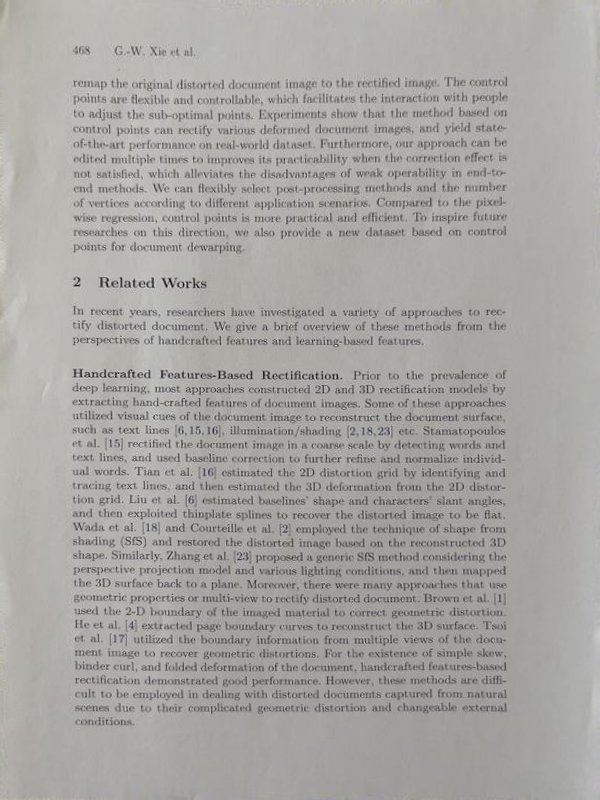 468 G.-W. Xie et al.
remap the original distorted document image to the rectified image. The control
points are flexible and controllable, which facilitates the interaction with people
to adjust the sub-optimal points. Experiments show that the method based on
control points can rectify various deformed document images, and yield state-
of-the-art performance on real-world dataset. Furthermore, our approach can be
edited multiple times to improves its practicability when the correction effect is
not satisfied, which alleviates the disadvantages of weak operability in end-to-
end methods. We can flexibly select post-processing methods and the number
of vertices according to different application scenarios. Compared to the pixel-
wise regression, control points is more practical and efficient. To inspire future
researches on this direction, we also provide a new dataset based on control
points for document dewarping.
2 Related Works
In recent years, researchers have investigated a variety of approaches to rec-
tify distorted document. We give a brief overview of these methods from the
perspectives of handcrafted features and learning-based features.
Handcrafted Features-Based Rectification. Prior to the prevalence of
deep learning, most approaches constructed 2D and 3D rectification models by
extracting hand-crafted features of document images. Some of these approaches
utilized visual cues of the document image to reconstruct the document surface,
such as text lines [6,15,16], illumination/shading [2,18,23] etc. Stamatopoulos
et al. [15] rectified the document image in a coarse scale by detecting words and
text lines, and used baseline correction to further refine and normalize individ-
ual words. Tian et al. [16] estimated the 2D distortion grid by identifying and
tracing text lines, and then estimated the 3D deformation from the 2D distor-
tion grid. Liu et al. [6] estimated baselines' shape and characters' slant angles,
and then exploited thinplate splines to recover the distorted image to be flat.
Wada et al. [18] and Courteille et al. [2] employed the technique of shape from
shading (SfS) and restored the distorted image based on the reconstructed 3D
shape. Similarly, Zhang et al. [23] proposed a generic SfS method considering the
perspective projection model and various lighting conditions, and then mapped
the 3D surface back to a plane. Moreover, there were many approaches that use
geometric properties or multi-view to rectify distorted document. Brown et al. [1]
used the 2-D boundary of the imaged material to correct geometric distortion.
He et al. [4] extracted page boundary curves to reconstruct the 3D surface. Tsoi
et al. [17] utilized the boundary information from multiple views of the docu-
ment image to recover geometric distortions. For the existence of simple skew,
binder curl, and folded deformation of the document, handcrafted features-based
rectification demonstrated good performance. However, these methods are diffi-
cult to be employed in dealing with distorted documents captured from natural
scenes due to their complicated geometric distortion and changeable external
conditions.